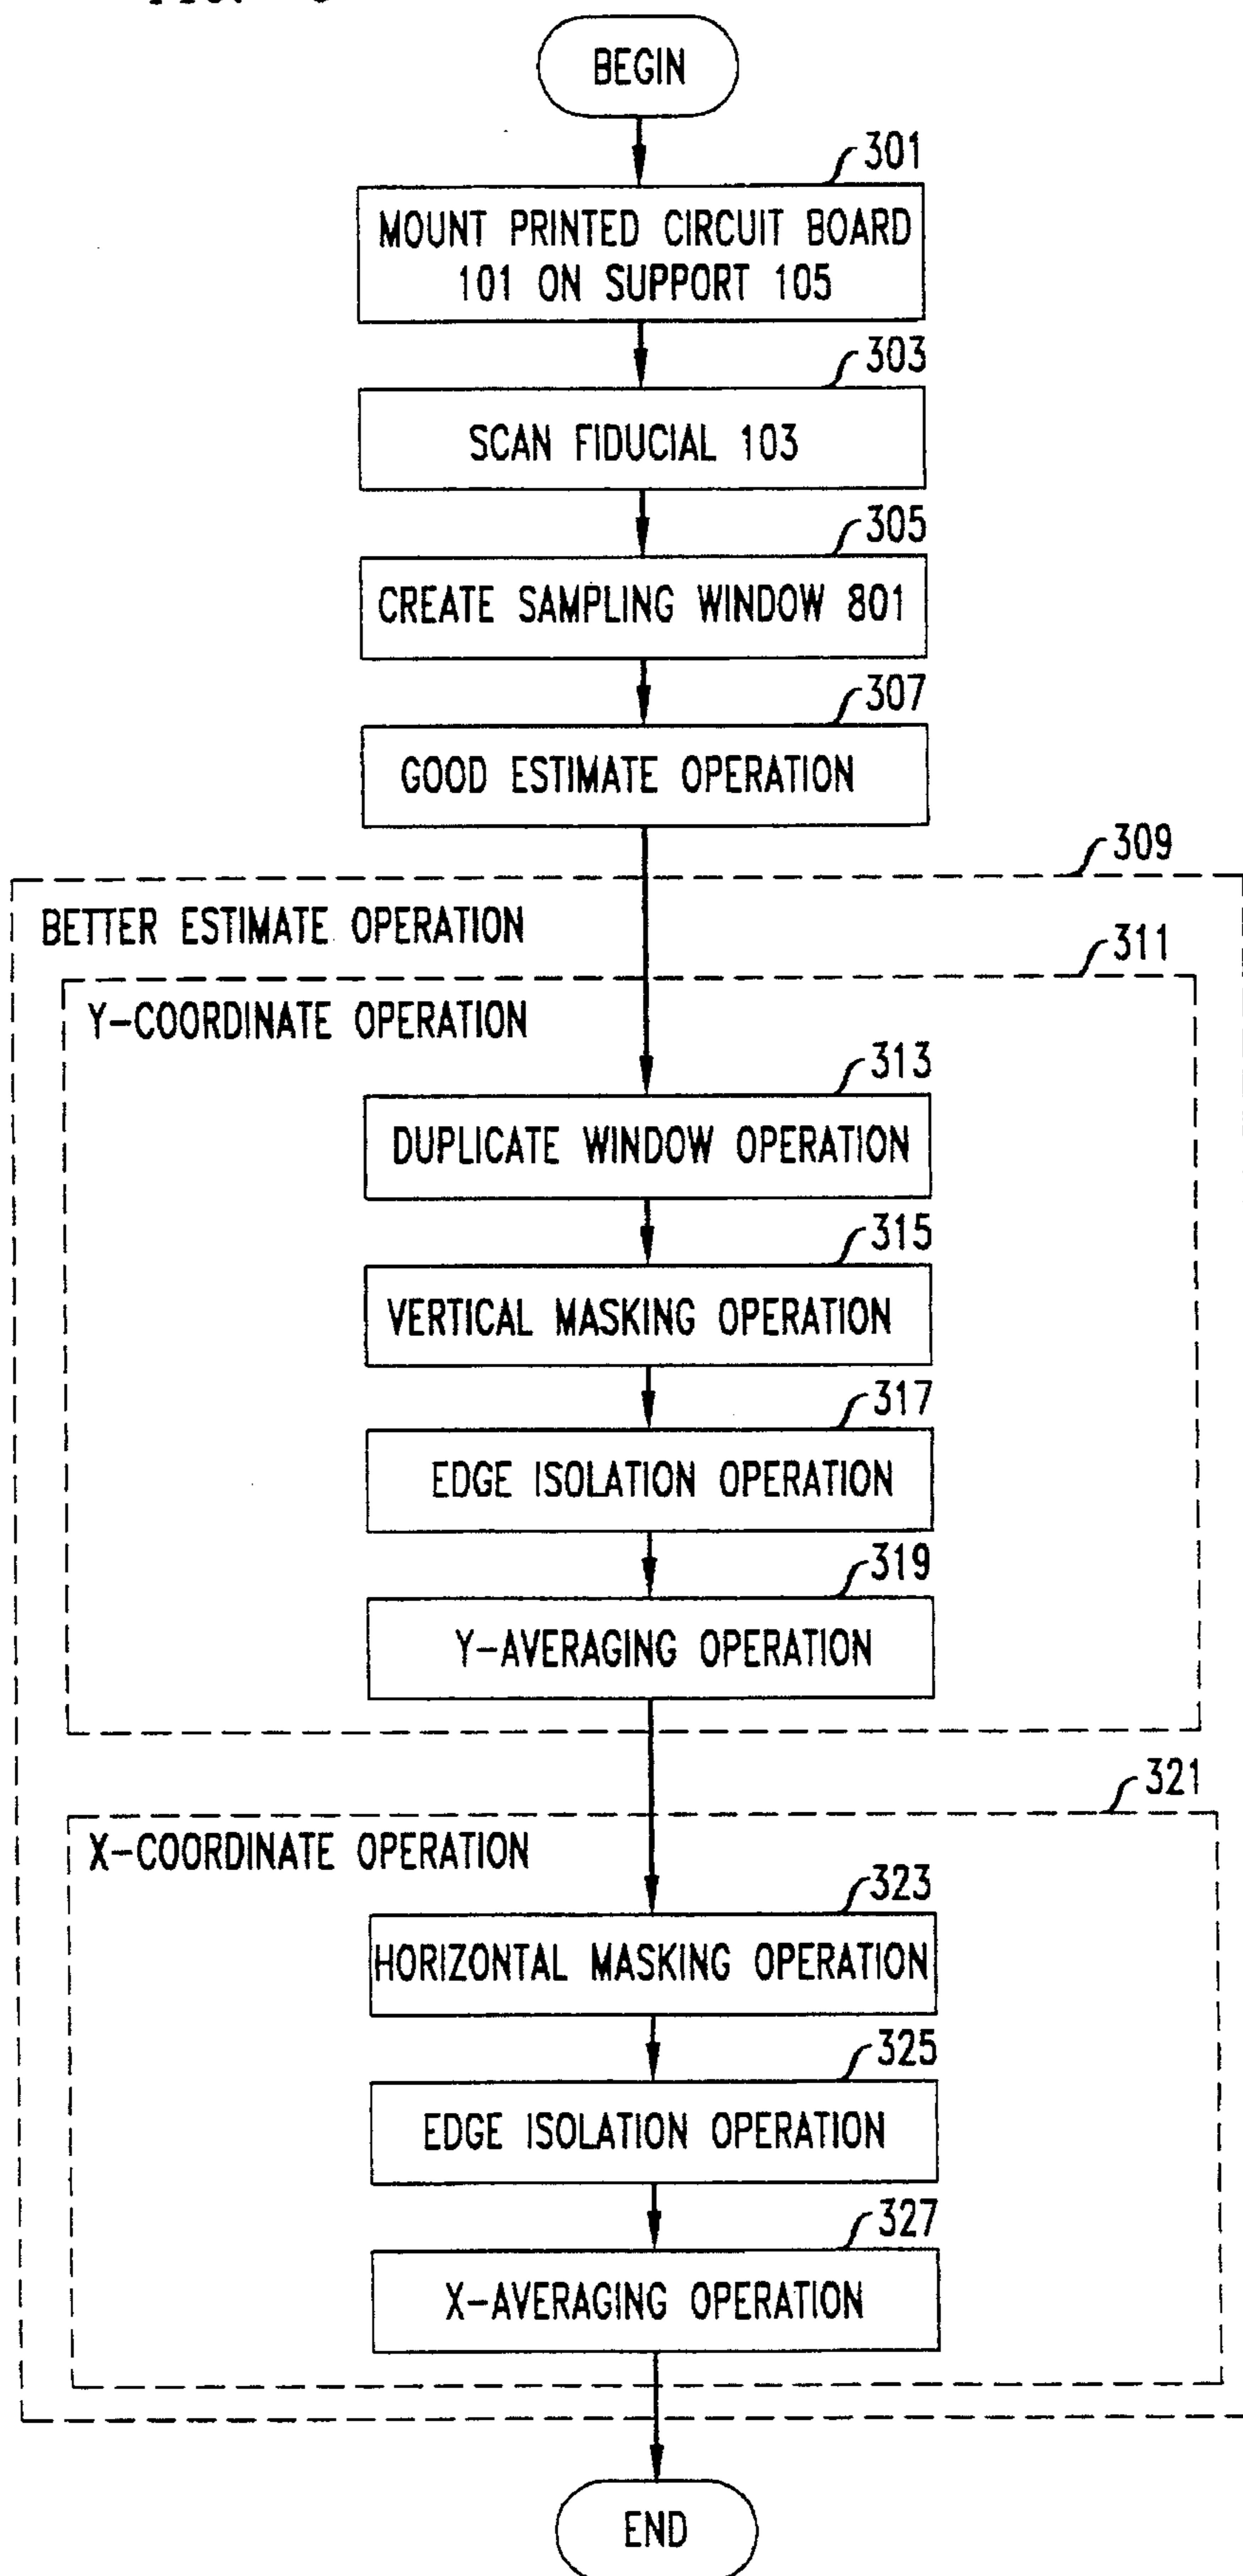 BEGIN
301
MOUNT PRINTED CIRCUIT BOARD
101 ON SUPPORT 105
303
SCAN FIDUCIAL 103
305
CREATE SAMPLING WINDOW 801
307
GOOD ESTIMATE OPERATION
309
BETTER ESTIMATE OPERATION
311
Y-COORDINATE OPERATION
313
DUPLICATE WINDOW OPERATION
315
VERTICAL MASKING OPERATION
317
EDGE ISOLATION OPERATION
319
Y-AVERAGING OPERATION
321
X-COORDINATE OPERATION
323
HORIZONTAL MASKING OPERATION
325
EDGE ISOLATION OPERATION
327
X-AVERAGING OPERATION
END